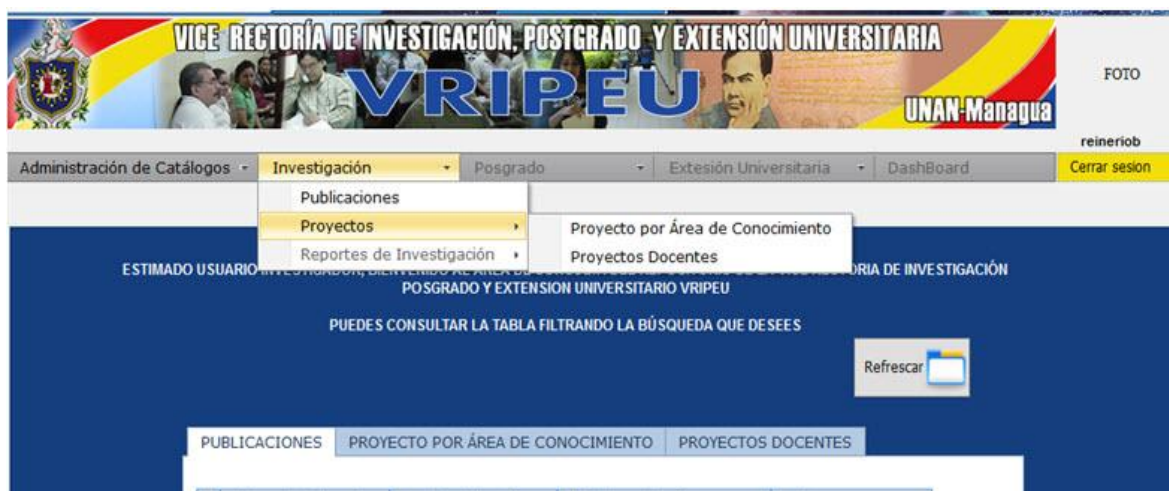 VICE RECTORÍA DE INVESTIGACIÓN, POSTGRADO Y EXTENSIÓN UNIVERSITARIA
VRIPEU
UNAN-Managua
FOTO
reineriob
Administración de Catálogos Investigación Posgrado Extesión Universitaria DashBoard Cerrar sesion
Publicaciones
Proyectos Proyecto por Área de Conocimiento
Reportes de Investigación Proyectos Docentes
ESTIMADO USUARIO DE INVESTIGACIÓN
POSGRADO Y EXTENSION UNIVERSITARIO VRIPEU
PUEDES CONSULTAR LA TABLA FILTRANDO LA BÚSQUEDA QUE DESEES
Refrescar
PUBLICACIONES PROYECTO POR ÁREA DE CONOCIMIENTO PROYECTOS DOCENTES